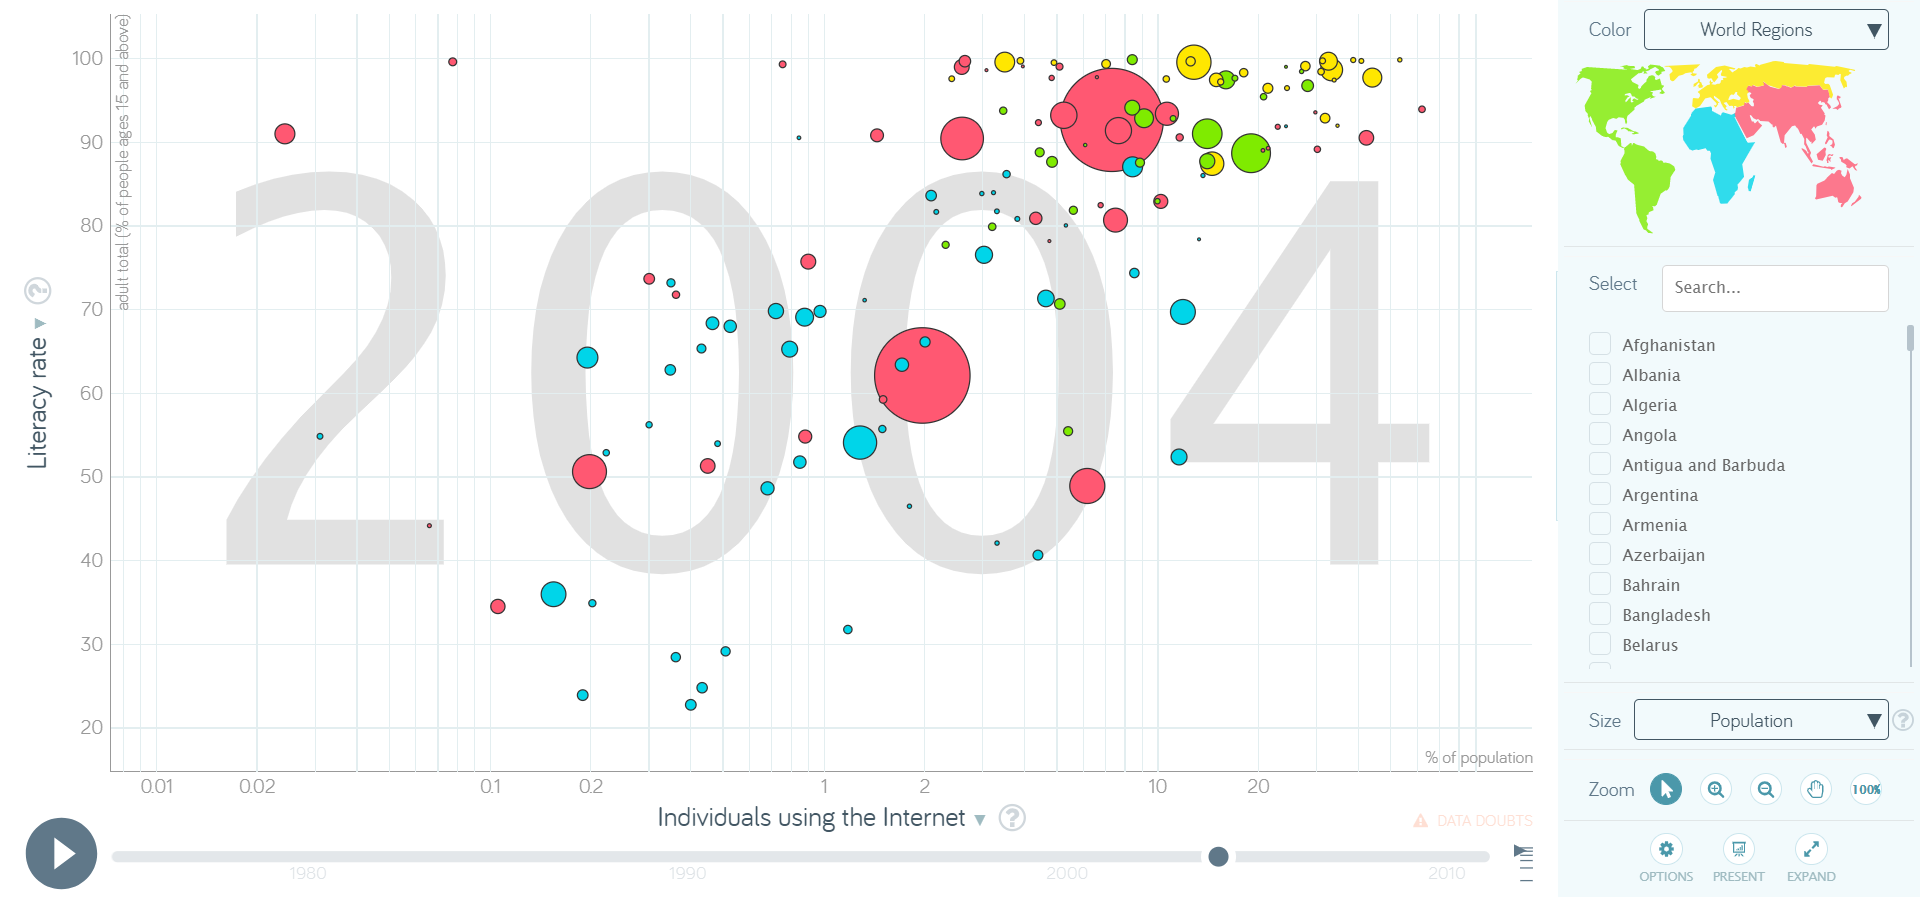 2004
100
90
80
70
60
50
40
30
20
Literacy rate ▼ ?
adult total (% of people ages 15 and above)
% of population
0.01 0.02 0.1 0.2 1 2 10 20
Individuals using the Internet ▼ ?
DATA DOUBTS
1980 1990 2000 2010
Color World Regions ▼
Select Search...
Afghanistan
Albania
Algeria
Angola
Antigua and Barbuda
Argentina
Armenia
Azerbaijan
Bahrain
Bangladesh
Belarus
Size Population ▼ ?
Zoom 100%
OPTIONS PRESENT EXPAND